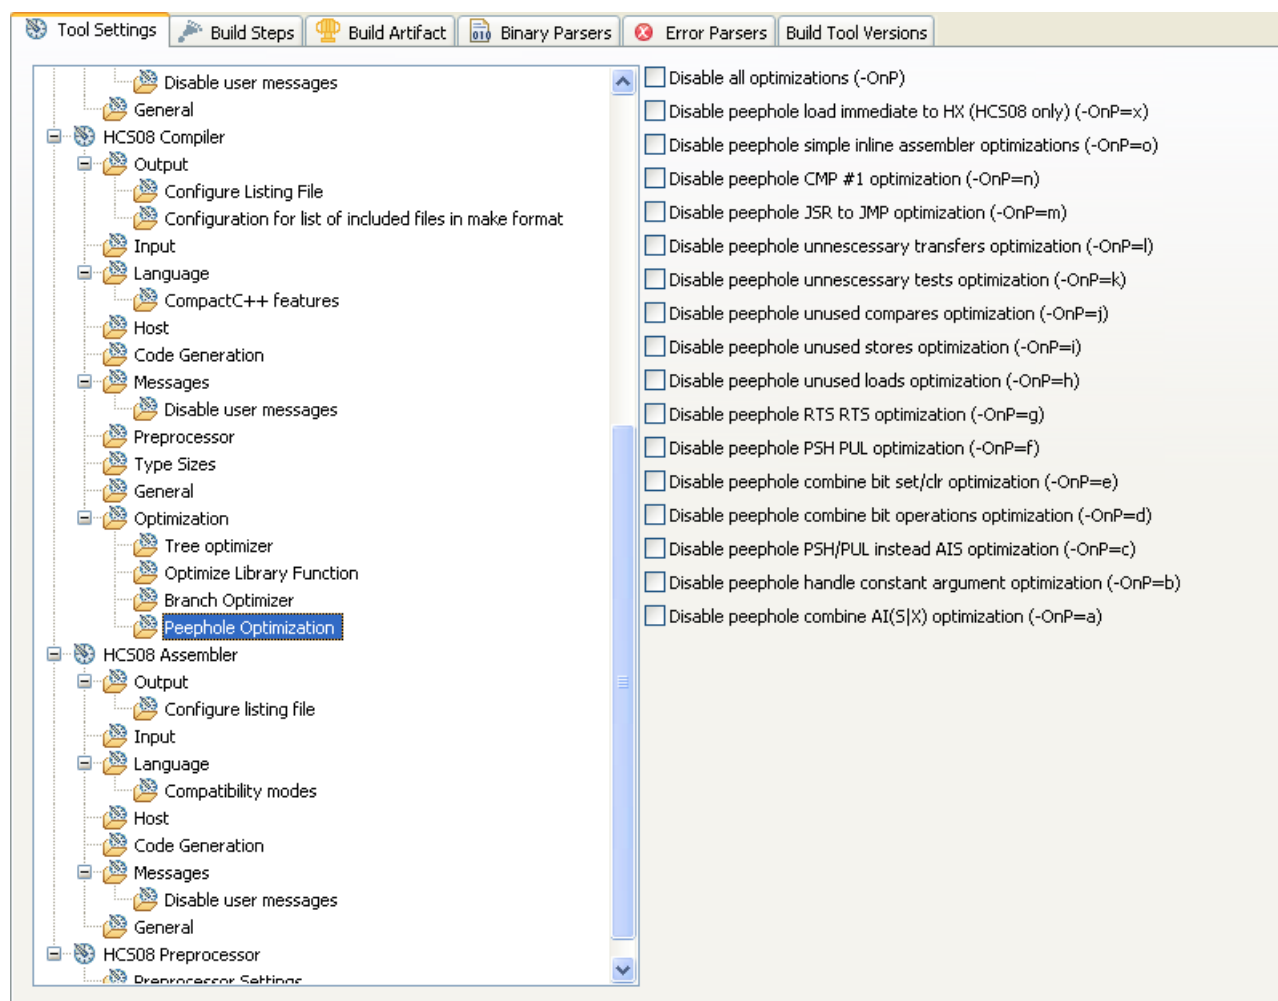 Tool Settings Build Steps Build Artifact Binary Parsers Error Parsers Build Tool Versions
Disable user messages
General
HCS08 Compiler
Output
Configure Listing File
Configuration for list of included files in make format
Input
Language
CompactC++ features
Host
Code Generation
Messages
Disable user messages
Preprocessor
Type Sizes
General
Optimization
Tree optimizer
Optimize Library Function
Branch Optimizer
Peephole Optimization
HCS08 Assembler
Output
Configure listing file
Input
Language
Compatibility modes
Host
Code Generation
Messages
Disable user messages
General
HCS08 Preprocessor
Preprocessor Settings
Disable all optimizations (-OnP)
Disable peephole load immediate to HX (HCS08 only) (-OnP=x)
Disable peephole simple inline assembler optimizations (-OnP=o)
Disable peephole CMP #1 optimization (-OnP=n)
Disable peephole JSR to JMP optimization (-OnP=m)
Disable peephole unnescessary transfers optimization (-OnP=l)
Disable peephole unnescessary tests optimization (-OnP=k)
Disable peephole unused compares optimization (-OnP=j)
Disable peephole unused stores optimization (-OnP=i)
Disable peephole unused loads optimization (-OnP=h)
Disable peephole RTS RTS optimization (-OnP=g)
Disable peephole PSH PUL optimization (-OnP=f)
Disable peephole combine bit set/clr optimization (-OnP=e)
Disable peephole combine bit operations optimization (-OnP=d)
Disable peephole PSH/PUL instead AIS optimization (-OnP=c)
Disable peephole handle constant argument optimization (-OnP=b)
Disable peephole combine AI(S|X) optimization (-OnP=a)